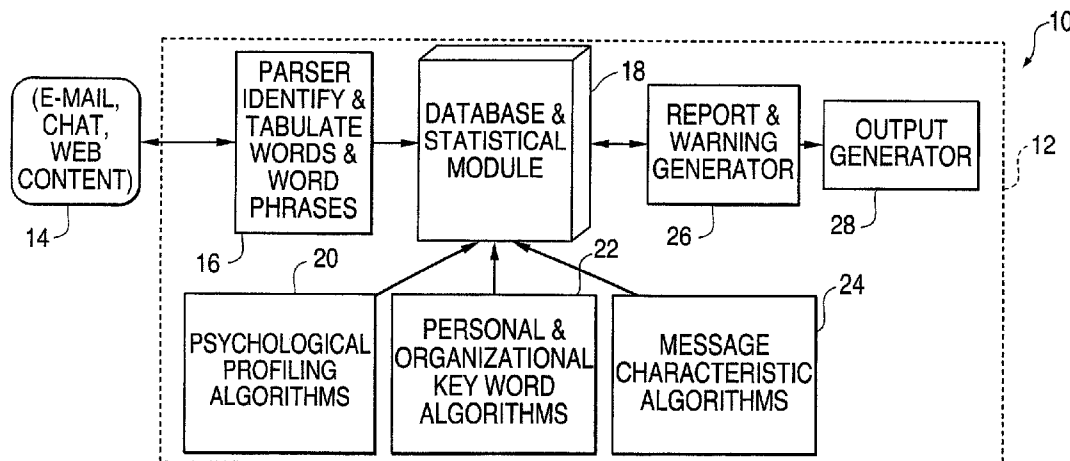 10
(E-MAIL,
CHAT,
WEB
CONTENT)
14
PARSER
IDENTIFY &
TABULATE
WORDS &
WORD
PHRASES
16
DATABASE &
STATISTICAL
MODULE
18
REPORT &
WARNING
GENERATOR
26
OUTPUT
GENERATOR
28
12
20
PSYCHOLOGICAL
PROFILING
ALGORITHMS
22
PERSONAL &
ORGANIZATIONAL
KEY WORD
ALGORITHMS
24
MESSAGE
CHARACTERISTIC
ALGORITHMS